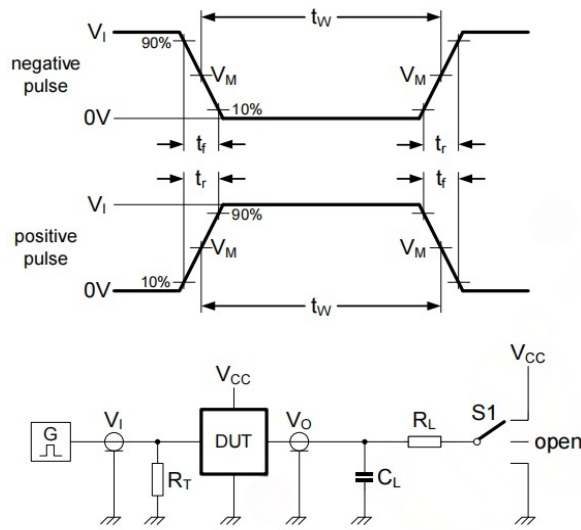 V_I
90%
t_W
negative
pulse
V_M
V_M
10%
0V
t_f
t_r
t_r
t_f
V_I
90%
positive
pulse
V_M
V_M
10%
0V
t_W
V_CC
V_CC
G
V_I
DUT
V_O
R_L
S1
open
R_T
C_L